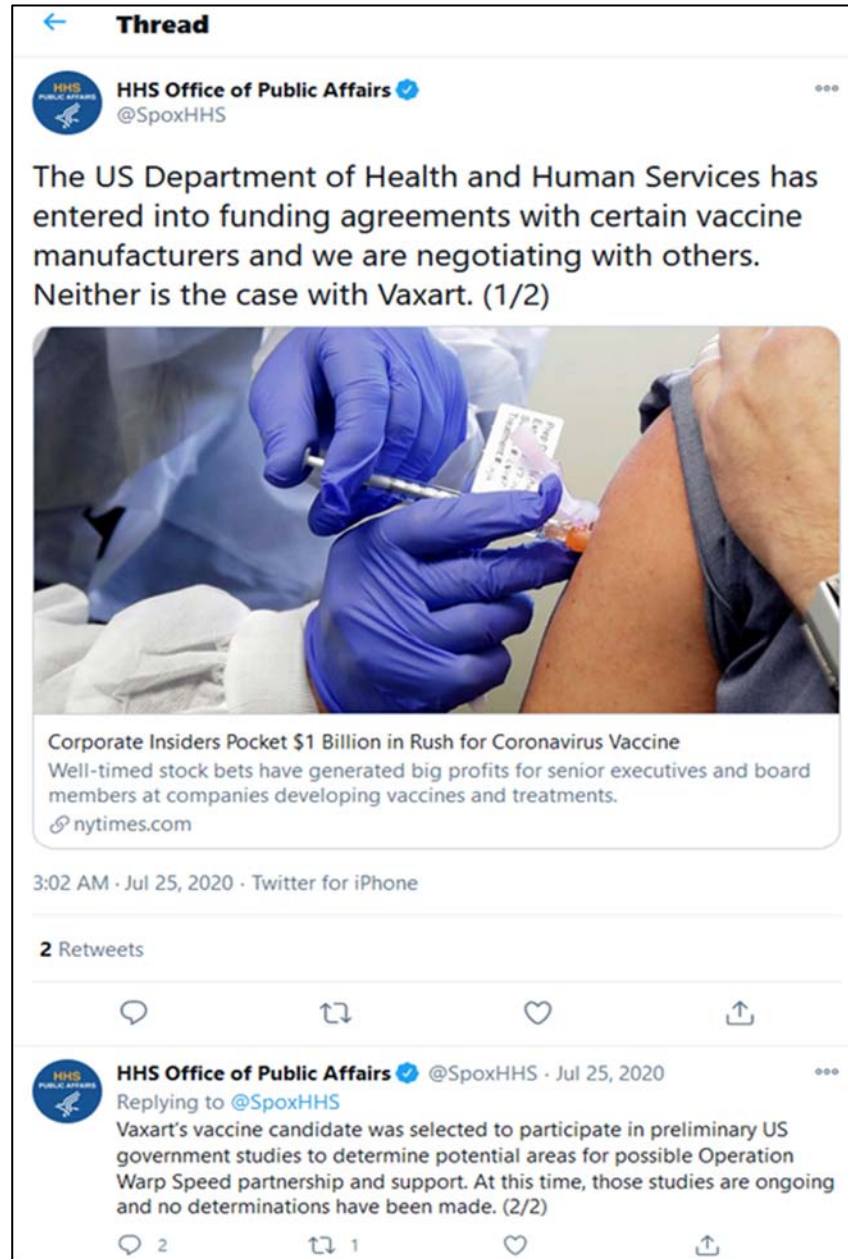 Thread
HHS
PUBLIC AFFAIRS
HHS Office of Public Affairs
@SpoxHHS
The US Department of Health and Human Services has
entered into funding agreements with certain vaccine
manufacturers and we are negotiating with others.
Neither is the case with Vaxart. (1/2)
Corporate Insiders Pocket $1 Billion in Rush for Coronavirus Vaccine
Well-timed stock bets have generated big profits for senior executives and board
members at companies developing vaccines and treatments.
nytimes.com
3:02 AM · Jul 25, 2020 · Twitter for iPhone
2 Retweets
HHS
PUBLIC AFFAIRS
HHS Office of Public Affairs @SpoxHHS · Jul 25, 2020
Replying to @SpoxHHS
Vaxart's vaccine candidate was selected to participate in preliminary US
government studies to determine potential areas for possible Operation
Warp Speed partnership and support. At this time, those studies are ongoing
and no determinations have been made. (2/2)
2 1